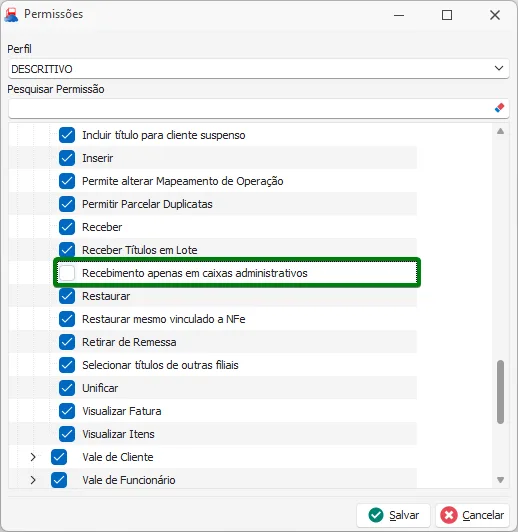 Permissões
Perfil
DESCRITIVO
Pesquisar Permissão
Incluir título para cliente suspenso
Inserir
Permite alterar Mapeamento de Operação
Permitir Parcelar Duplicatas
Receber
Receber Títulos em Lote
Recebimento apenas em caixas administrativos
Restaurar
Restaurar mesmo vinculado a NFe
Retirar de Remessa
Selecionar títulos de outras filiais
Unificar
Visualizar Fatura
Visualizar Itens
Vale de Cliente
Vale de Funcionário
Salvar
Cancelar